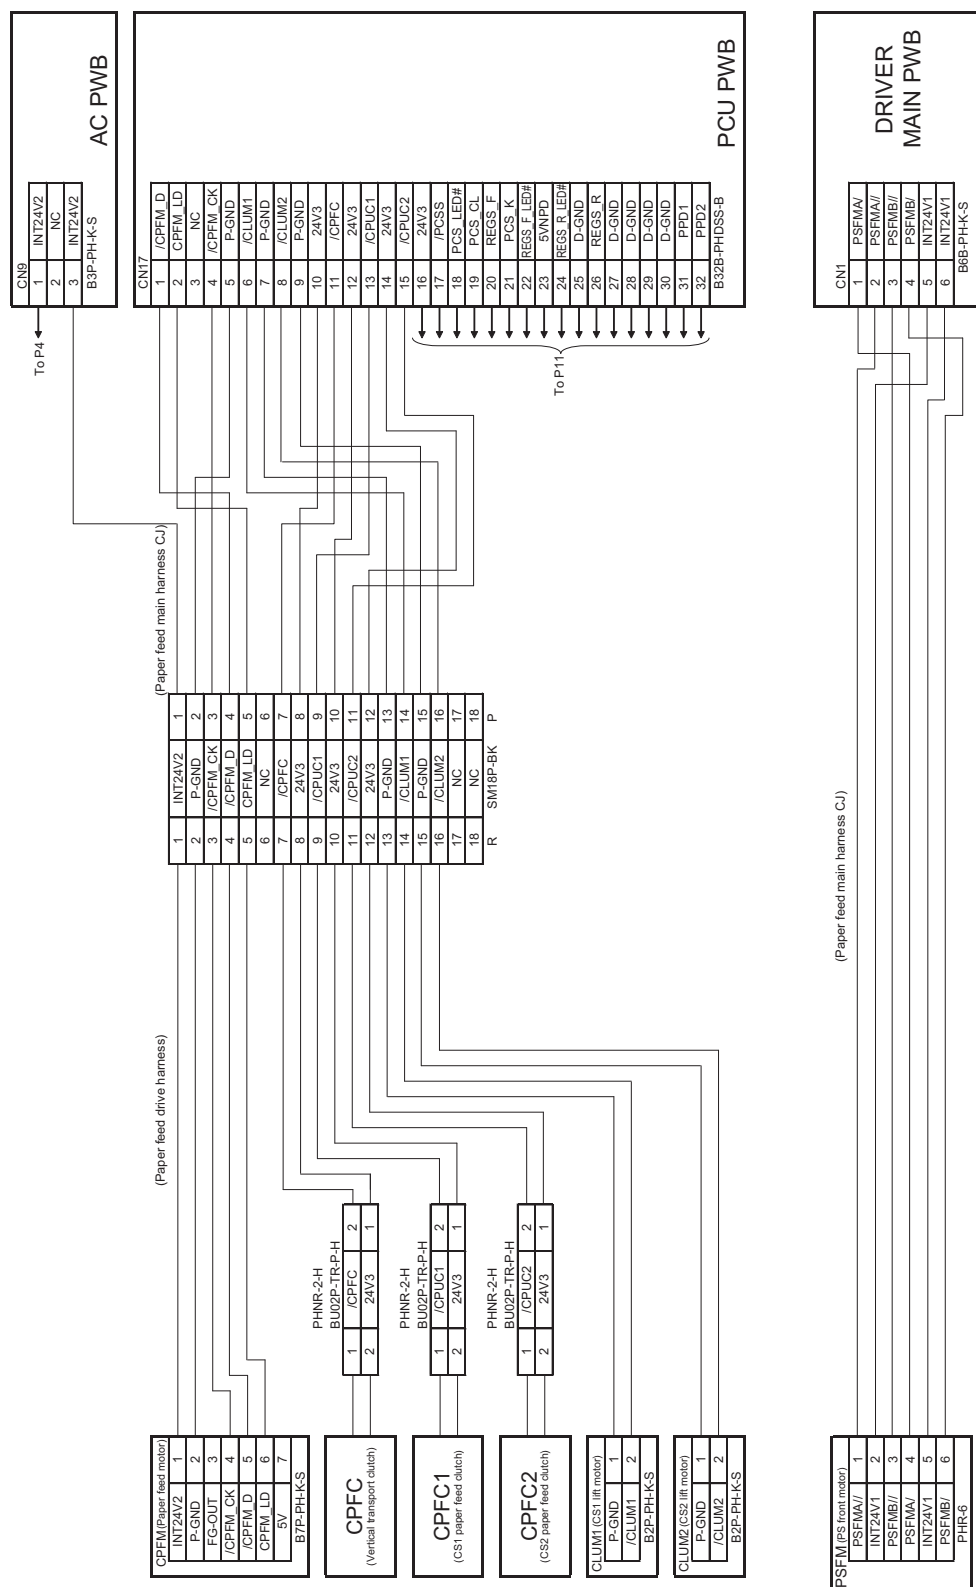 AC PWB
CN9
1 INT24V2
2 NC
3 INT24V2
B3P-PH-K-S
To P4
PCU PWB
CN17
1 /CPFM_D
2 CPFM_LD
3 NC
4 /CPFM_CK
5 P-GND
6 /CLUM1
7 P-GND
8 /CLUM2
9 P-GND
10 24V3
11 /CPFC
12 24V3
13 /CPUC1
14 24V3
15 /CPUC2
16 24V3
17 /PCSS
18 PCS_LED#
19 PCS_CL
20 REGS_F
21 PCS_K
22 REGS_F_LED#
23 5VNPD
24 REGS_R_LED#
25 D-GND
26 REGS_R
27 D-GND
28 D-GND
29 D-GND
30 D-GND
31 PPD1
32 PPD2
B32B-PHDSS-B
To P11
DRIVER
MAIN PWB
CN1
1 PSFMA/
2 PSFMA//
3 PSFMB//
4 PSFMB/
5 INT24V1
6 INT24V1
B6B-PH-K-S
(Paper feed main harness CJ)
1 INT24V2 1
2 P-GND 2
3 /CPFM_CK 3
4 /CPFM_D 4
5 CPFM_LD 5
6 NC 6
7 /CPFC 7
8 24V3 8
9 /CPUC1 9
10 24V3 10
11 /CPUC2 11
12 24V3 12
13 P-GND 13
14 /CLUM1 14
15 P-GND 15
16 /CLUM2 16
17 NC 17
18 NC 18
R SM18P-BK P
(Paper feed main harness CJ)
(Paper feed drive harness)
PHNR-2-H
BU02P-TR-P-H
1 /CPFC 2
2 24V3 1
PHNR-2-H
BU02P-TR-P-H
1 /CPUC1 2
2 24V3 1
PHNR-2-H
BU02P-TR-P-H
1 /CPUC2 2
2 24V3 1
CPFM (Paper feed motor)
INT24V2 1
P-GND 2
FG-OUT 3
/CPFM_CK 4
/CPFM_D 5
CPFM_LD 6
5V 7
B7P-PH-K-S
CPFC
(Vertical transport clutch)
CPFC1
(CS1 paper feed clutch)
CPFC2
(CS2 paper feed clutch)
CLUM1 (CS1 lift motor)
P-GND 1
/CLUM1 2
B2P-PH-K-S
CLUM2 (CS2 lift motor)
P-GND 1
/CLUM2 2
B2P-PH-K-S
PSFM (PS front motor)
PSFMA// 1
INT24V1 2
PSFMB// 3
PSFMA/ 4
INT24V1 5
PSFMB/ 6
PHR-6